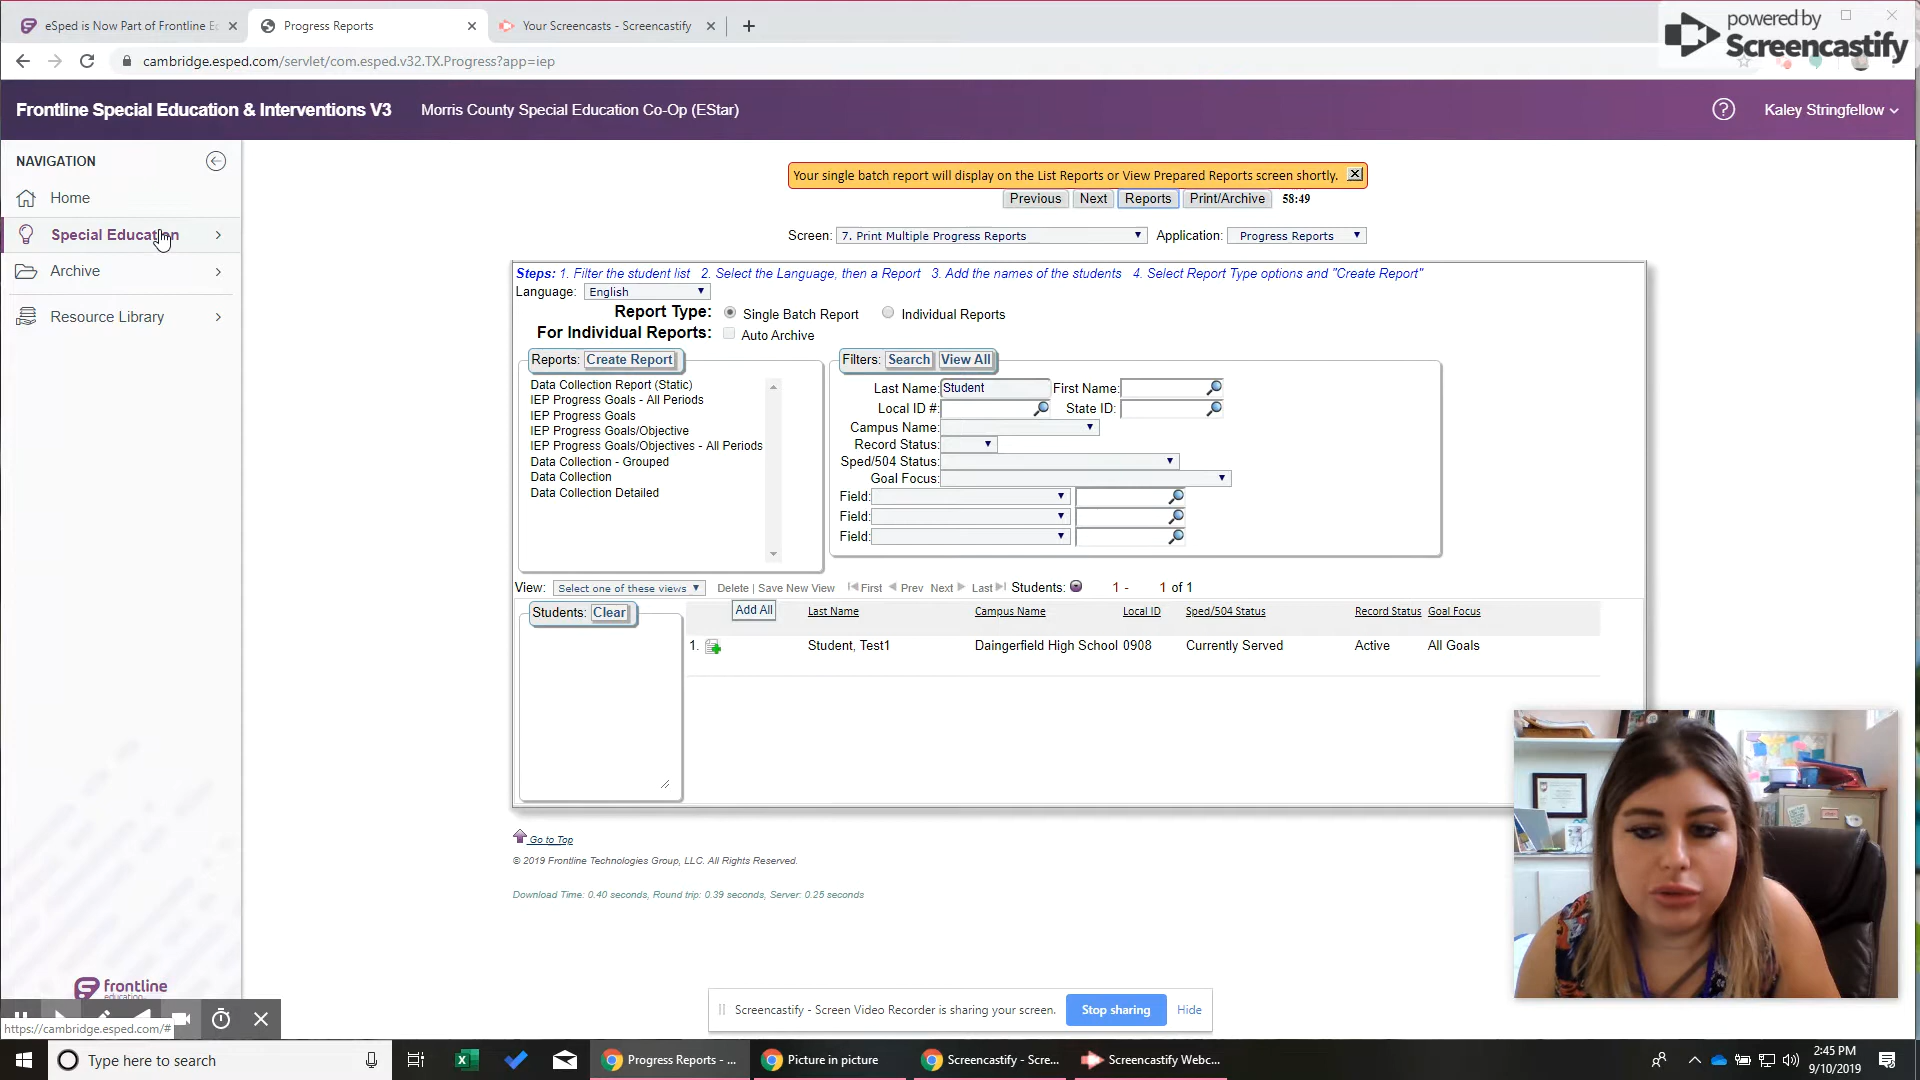 eSped is Now Part of Frontline Ec
Progress Reports
Your Screencasts - Screencastify
powered by
Screencastify
cambridge.esped.com/servlet/com.esped.v32.TX.Progress?app=iep
Frontline Special Education & Interventions V3
Morris County Special Education Co-Op (EStar)
Kaley Stringfellow
NAVIGATION
Home
Special Education
Archive
Resource Library
Your single batch report will display on the List Reports or View Prepared Reports screen shortly.
Previous Next Reports Print/Archive 58:49
Screen: 7. Print Multiple Progress Reports Application: Progress Reports
Steps: 1. Filter the student list 2. Select the Language, then a Report 3. Add the names of the students 4. Select Report Type options and "Create Report"
Language: English
Report Type: Single Batch Report Individual Reports
For Individual Reports: Auto Archive
Reports: Create Report
Data Collection Report (Static)
IEP Progress Goals - All Periods
IEP Progress Goals
IEP Progress Goals/Objective
IEP Progress Goals/Objectives - All Periods
Data Collection - Grouped
Data Collection
Data Collection Detailed
Filters: Search View All
Last Name: Student First Name:
Local ID #: State ID:
Campus Name:
Record Status:
Sped/504 Status:
Goal Focus:
Field:
Field:
Field:
View: Select one of these views Delete | Save New View First Prev Next Last Students: 1 - 1 of 1
Students: Clear
Add All Last Name Campus Name Local ID Sped/504 Status Record Status Goal Focus
1. Student, Test1 Daingerfield High School 0908 Currently Served Active All Goals
Go to Top
© 2019 Frontline Technologies Group, LLC. All Rights Reserved.
Download Time: 0.40 seconds, Round trip: 0.39 seconds, Server: 0.25 seconds
frontline
education
https://cambridge.esped.com/#
Screencastify - Screen Video Recorder is sharing your screen. Stop sharing Hide
Type here to search
Progress Reports - ...
Picture in picture
Screencastify - Scre...
Screencastify Webc...
2:45 PM
9/10/2019